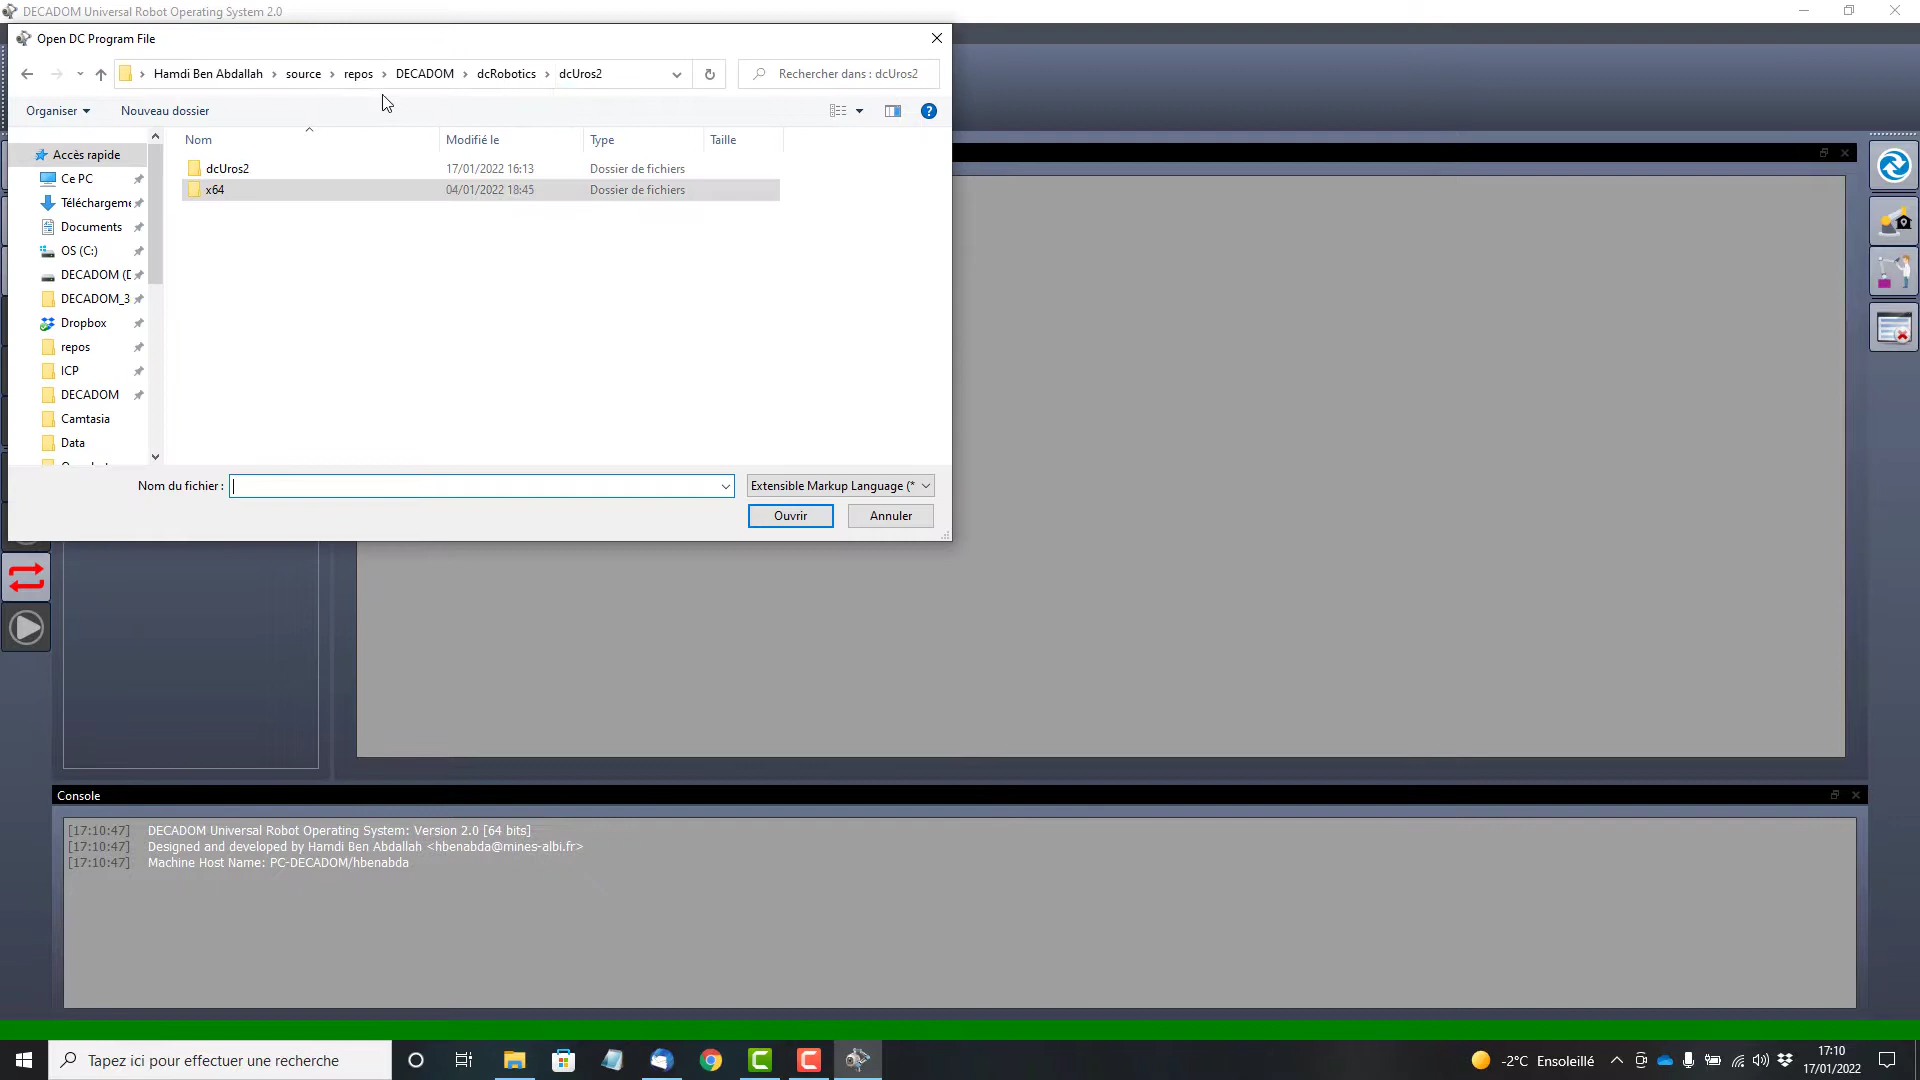 DECADOM Universal Robot Operating System 2.0
Open DC Program File
Hamdi Ben Abdallah > source > repos > DECADOM > dcRobotics > dcUros2
Rechercher dans : dcUros2
Organiser
Nouveau dossier
Nom
Modifié le
Type
Taille
Accès rapide
Ce PC
Téléchargeme
Documents
OS (C:)
DECADOM (D
DECADOM_3
Dropbox
repos
ICP
DECADOM
Camtasia
Data
dcUros2 17/01/2022 16:13 Dossier de fichiers
x64 04/01/2022 18:45 Dossier de fichiers
Nom du fichier :
Extensible Markup Language (*
Ouvrir
Annuler
Console
[17:10:47] DECADOM Universal Robot Operating System: Version 2.0 [64 bits]
[17:10:47] Designed and developed by Hamdi Ben Abdallah <hbenabda@mines-albi.fr>
[17:10:47] Machine Host Name: PC-DECADOM/hbenabda
Tapez ici pour effectuer une recherche
-2°C Ensoleillé
17:10
17/01/2022